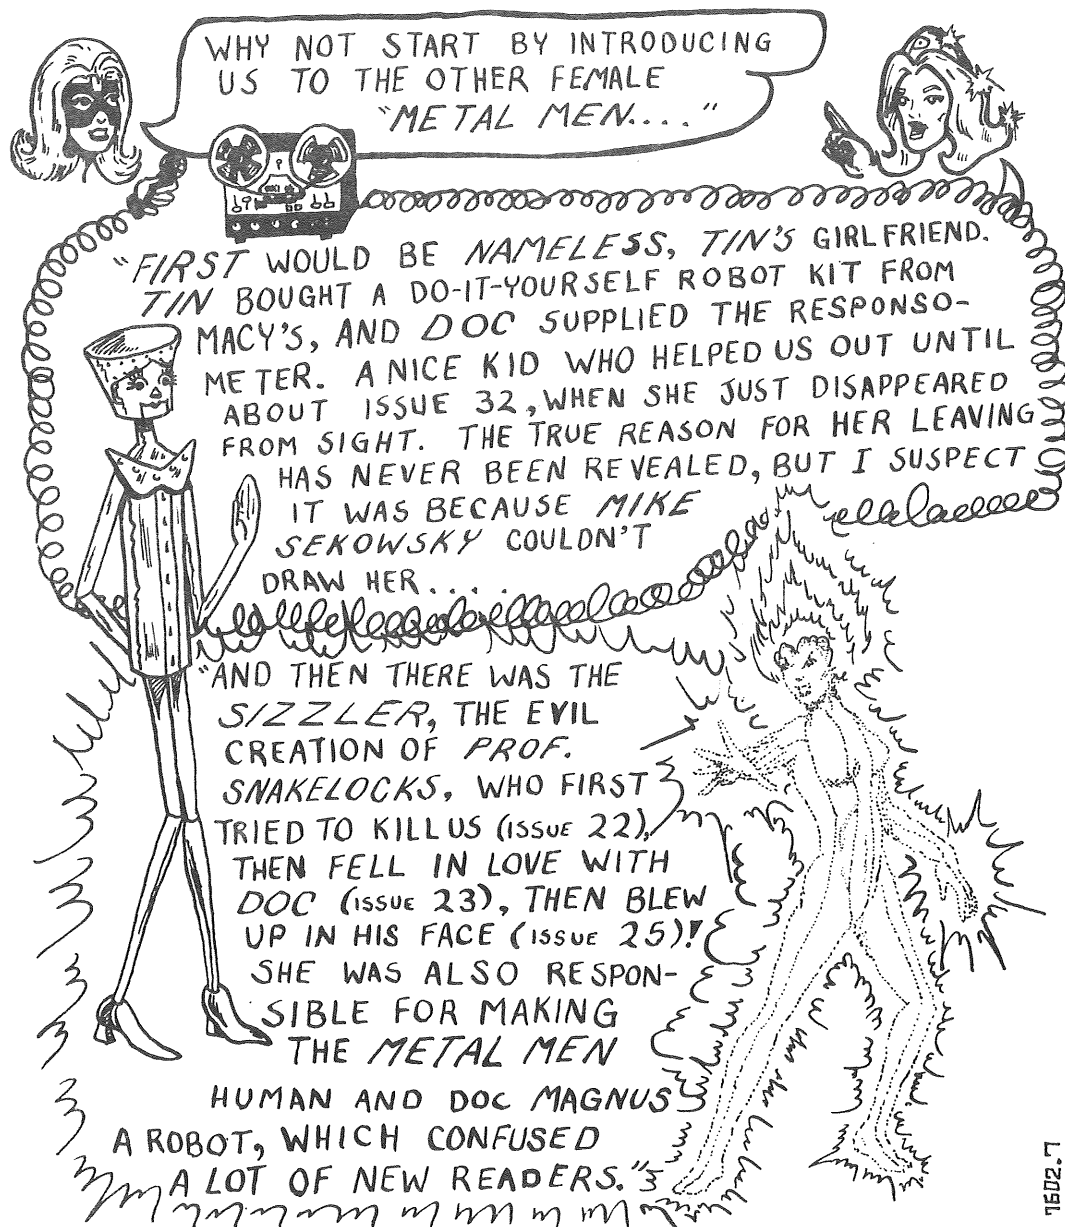 WHY NOT START BY INTRODUCING
US TO THE OTHER FEMALE
"METAL MEN...."
"FIRST WOULD BE NAMELESS, TIN'S GIRLFRIEND.
TIN BOUGHT A DO-IT-YOURSELF ROBOT KIT FROM
MACY'S, AND DOC SUPPLIED THE RESPONSO-
METER. A NICE KID WHO HELPED US OUT UNTIL
ABOUT ISSUE 32, WHEN SHE JUST DISAPPEARED
FROM SIGHT. THE TRUE REASON FOR HER LEAVING
HAS NEVER BEEN REVEALED, BUT I SUSPECT
IT WAS BECAUSE MIKE
SEKOWSKY COULDN'T
DRAW HER....
"AND THEN THERE WAS THE
SIZZLER, THE EVIL
CREATION OF PROF.
SNAKELOCKS, WHO FIRST
TRIED TO KILL US (ISSUE 22),
THEN FELL IN LOVE WITH
DOC (ISSUE 23), THEN BLEW
UP IN HIS FACE (ISSUE 25)!
SHE WAS ALSO RESPON-
SIBLE FOR MAKING
THE METAL MEN
HUMAN AND DOC MAGNUS
A ROBOT, WHICH CONFUSED
A LOT OF NEW READERS."
7602.7